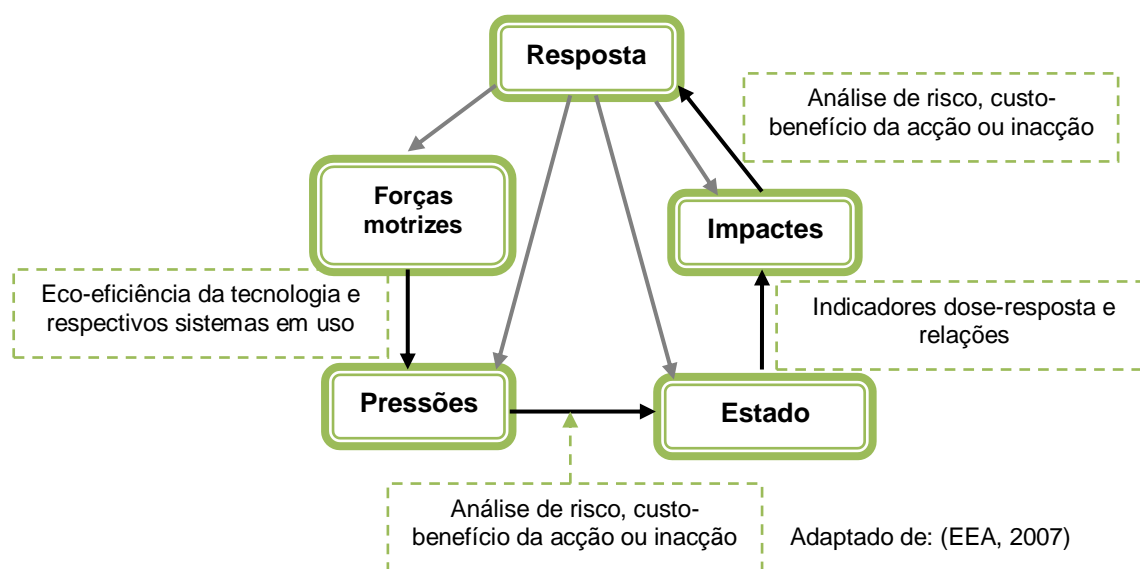 Resposta
Análise de risco, custo-
benefício da acção ou inacção
Forças
motrizes
Impactes
Eco-eficiência da tecnologia e
respectivos sistemas em uso
Indicadores dose-resposta e
relações
Pressões
Estado
Análise de risco, custo-
benefício da acção ou inacção
Adaptado de: (EEA, 2007)